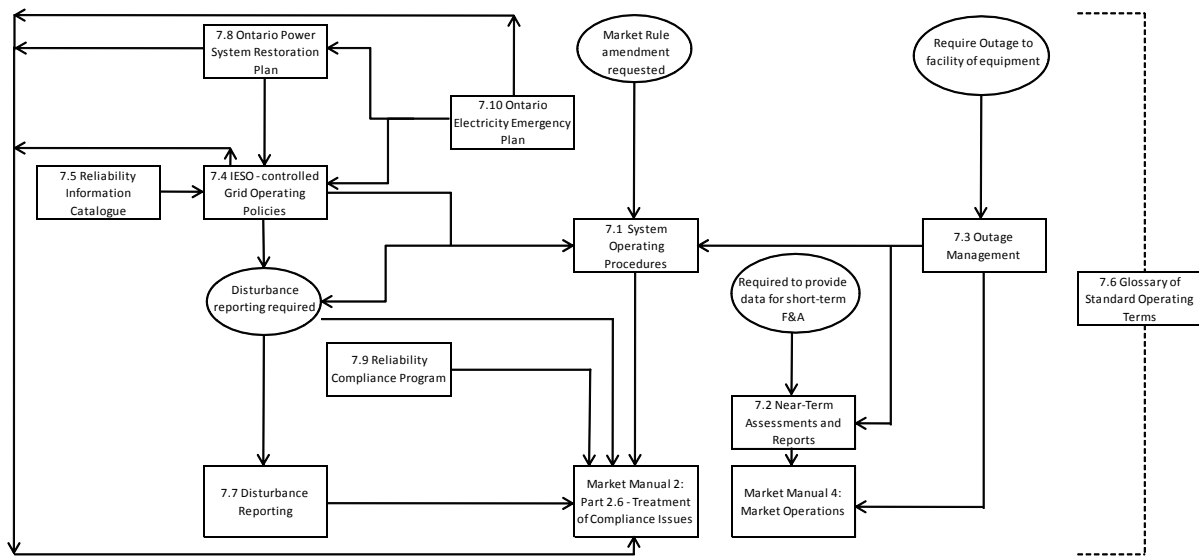 7.8 Ontario Power
System Restoration
Plan
Market Rule
amendment
requested
Require Outage to
facility of equipment
7.10 Ontario
Electricity Emergency
Plan
7.5 Reliability
Information
Catalogue
7.4 IESO - controlled
Grid Operating
Policies
7.1 System
Operating
Procedures
7.3 Outage
Management
Disturbance
reporting required
Required to provide
data for short-term
F&A
7.6 Glossary of
Standard Operating
Terms
7.9 Reliability
Compliance Program
7.2 Near-Term
Assessments and
Reports
7.7 Disturbance
Reporting
Market Manual 2:
Part 2.6 - Treatment
of Compliance Issues
Market Manual 4:
Market Operations